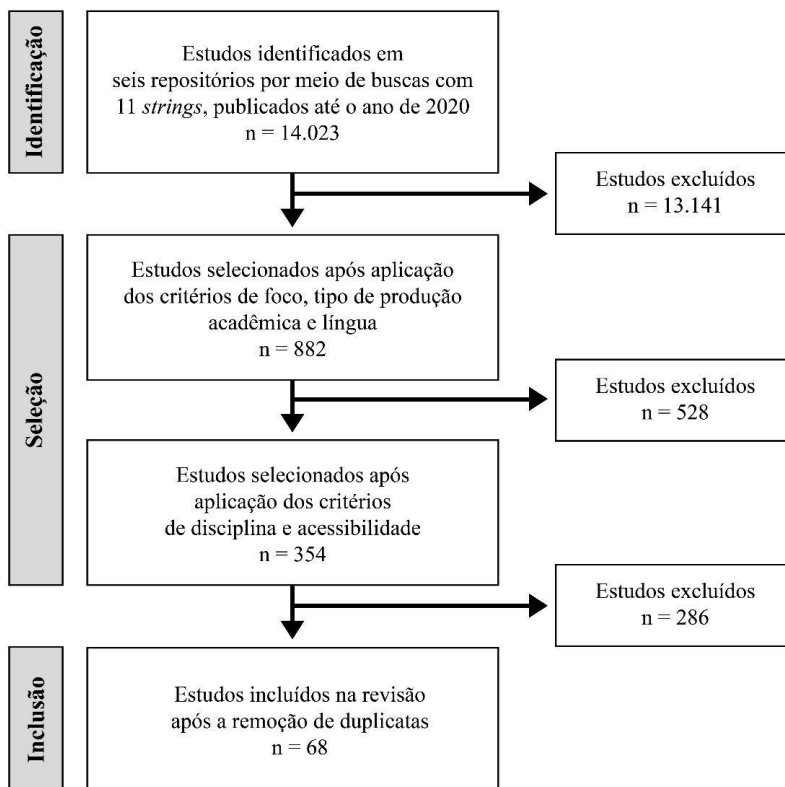 Identificação
Estudos identificados em
seis repositórios por meio de buscas com
11 strings, publicados até o ano de 2020
n = 14.023
Estudos excluídos
n = 13.141
Seleção
Estudos selecionados após aplicação
dos critérios de foco, tipo de produção
acadêmica e língua
n = 882
Estudos excluídos
n = 528
Estudos selecionados após
aplicação dos critérios
de disciplina e acessibilidade
n = 354
Estudos excluídos
n = 286
Inclusão
Estudos incluídos na revisão
após a remoção de duplicatas
n = 68